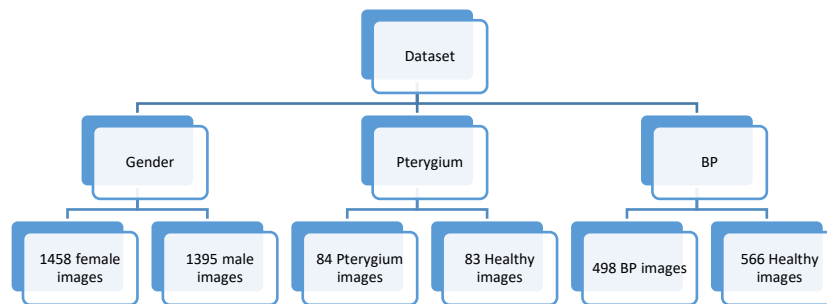 Dataset
Gender
Pterygium
BP
1458 female
images
1395 male
images
84 Pterygium
images
83 Healthy
images
498 BP images
566 Healthy
images